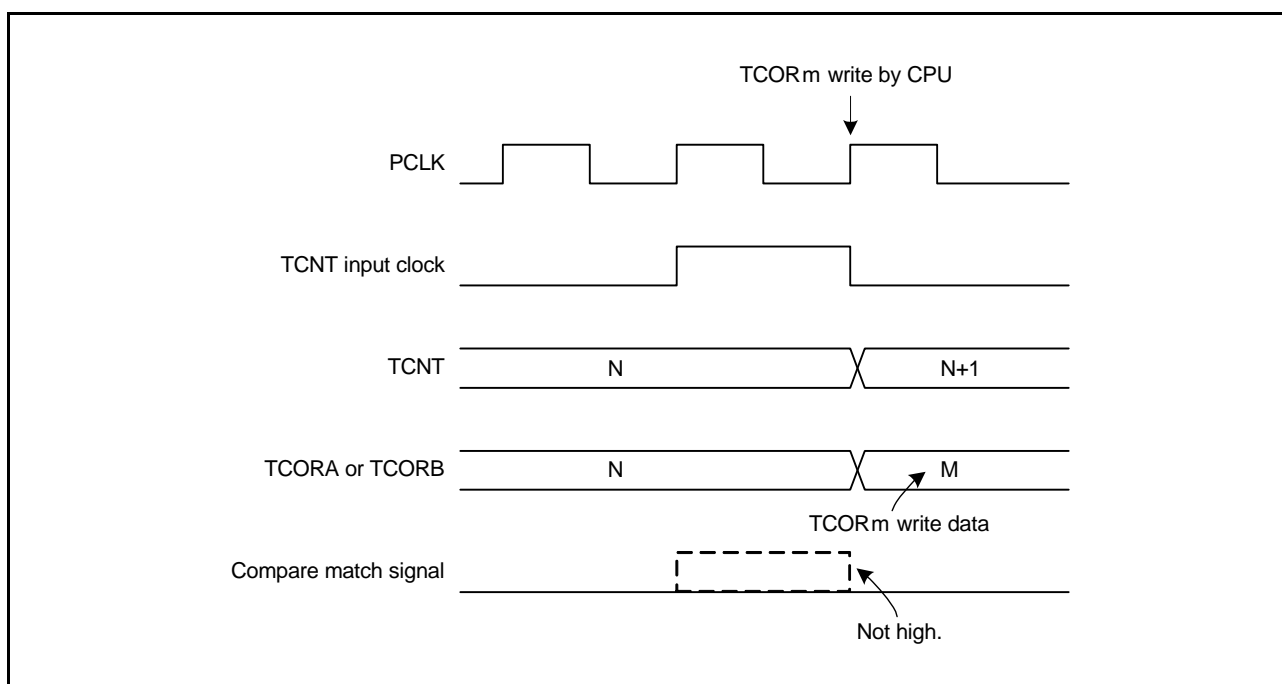 TCORm write by CPU
PCLK
TCNT input clock
TCNT
N
N+1
TCORA or TCORB
N
M
TCORm write data
Compare match signal
Not high.